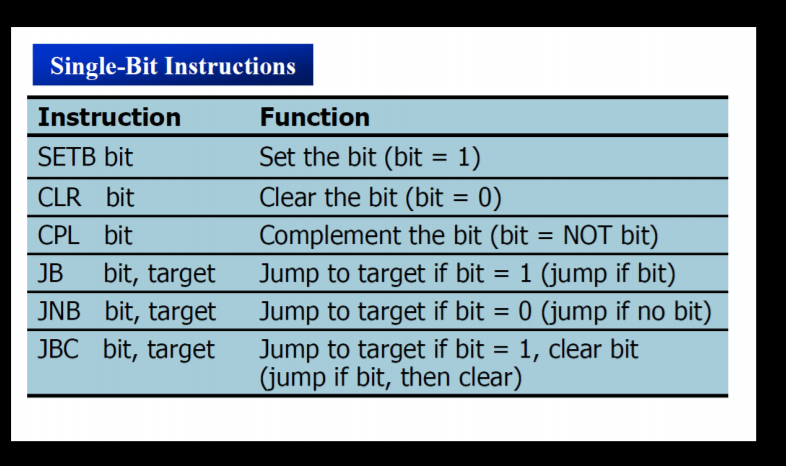 Single-Bit Instructions
Instruction Function
SETB bit Set the bit (bit = 1)
CLR bit Clear the bit (bit = 0)
CPL bit Complement the bit (bit = NOT bit)
JB bit, target Jump to target if bit = 1 (jump if bit)
JNB bit, target Jump to target if bit = 0 (jump if no bit)
JBC bit, target Jump to target if bit = 1, clear bit
(jump if bit, then clear)